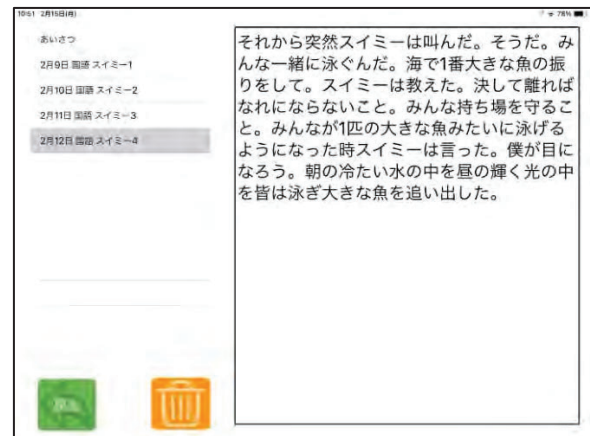 10:51 2月15日(月)
78%
あいさつ
2月9日 国語 スイミー1
2月10日 国語 スイミー2
2月11日 国語 スイミー3
2月12日 国語 スイミー4
それから突然スイミーは叫んだ。そうだ。み
んな一緒に泳ぐんだ。海で1番大きな魚の振
りをして。スイミーは教えた。決して離れば
なれにならないこと。みんな持ち場を守るこ
と。みんなが1匹の大きな魚みたいに泳げる
ようになった時スイミーは言った。僕が目に
なろう。朝の冷たい水の中を昼の輝く光の中
を皆は泳ぎ大きな魚を追い出した。